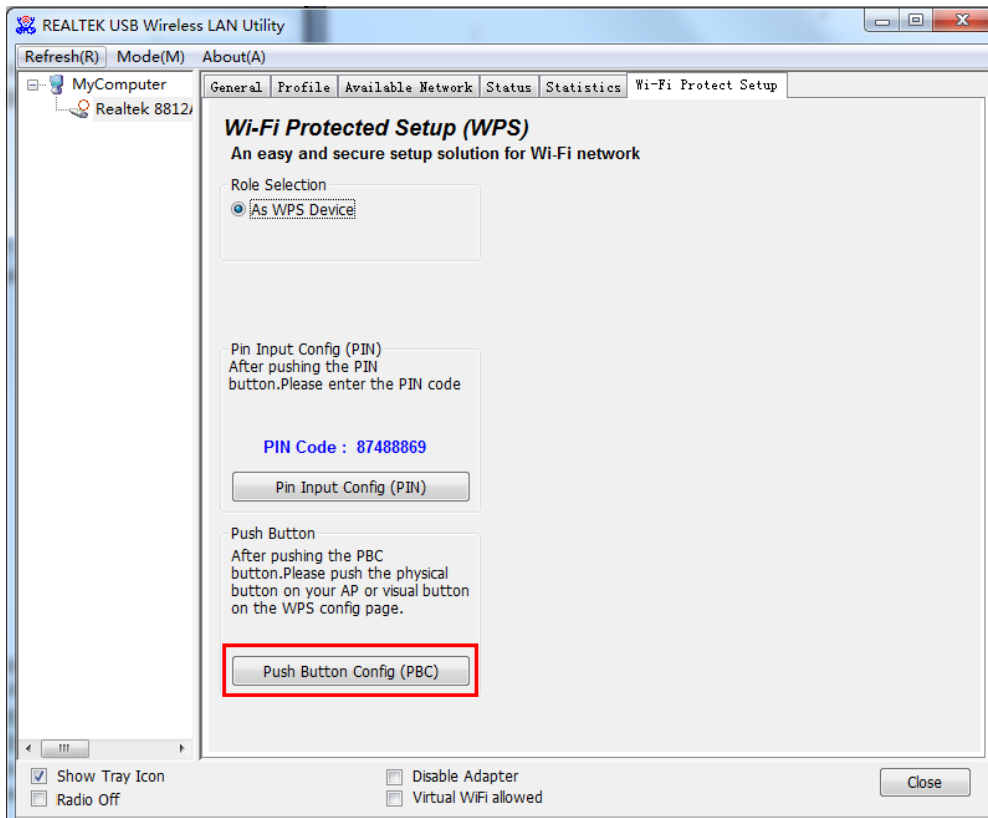 REALTEK USB Wireless LAN Utility
Refresh(R) Mode(M) About(A)
MyComputer
Realtek 8812A
General Profile Available Network Status Statistics Wi-Fi Protect Setup
Wi-Fi Protected Setup (WPS)
An easy and secure setup solution for Wi-Fi network
Role Selection
As WPS Device
Pin Input Config (PIN)
After pushing the PIN
button.Please enter the PIN code
PIN Code : 87488869
Pin Input Config (PIN)
Push Button
After pushing the PBC
button.Please push the physical
button on your AP or visual button
on the WPS config page.
Push Button Config (PBC)
Show Tray Icon
Radio Off
Disable Adapter
Virtual WiFi allowed
Close